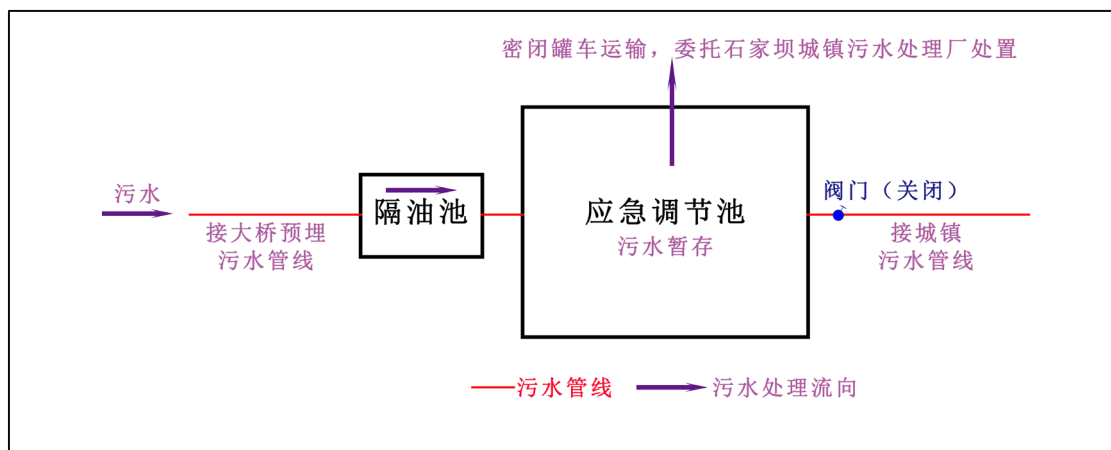 密闭罐车运输，委托石家坝城镇污水处理厂处置
污水
隔油池
应急调节池
污水暂存
阀门（关闭）
接大桥预埋
污水管线
接城镇
污水管线
污水管线
污水处理流向